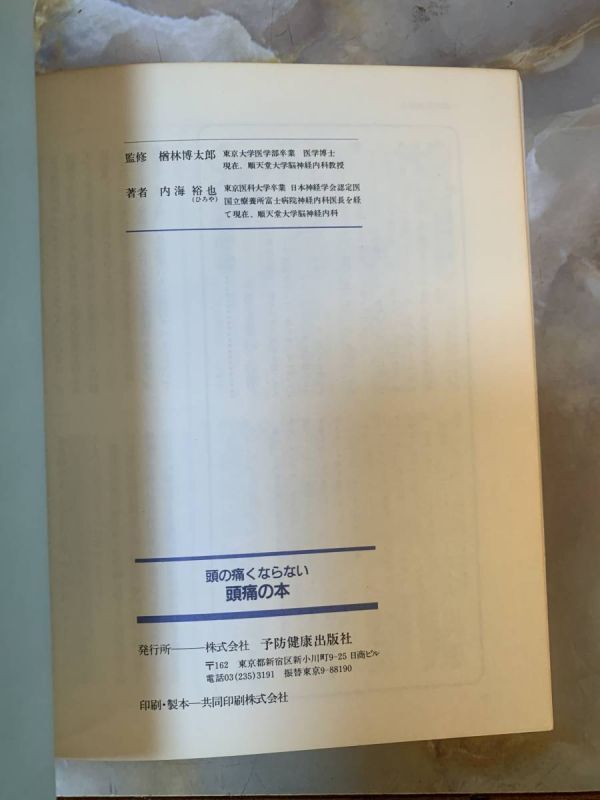 監修 楢林博太郎 東京大学医学部卒業 医学博士
現在、順天堂大学脳神経内科教授
著者 内海 裕也 東京医科大学卒業 日本神経学会認定医
(ひろや) 国立療養所富士病院神経内科医長を経
て現在、順天堂大学脳神経内科
頭の痛くならない
頭痛の本
発行所――株式会社 予防健康出版社
〒162 東京都新宿区新小川町9-25 日商ビル
電話03(235)3191 振替東京9-88190
印刷・製本―共同印刷株式会社